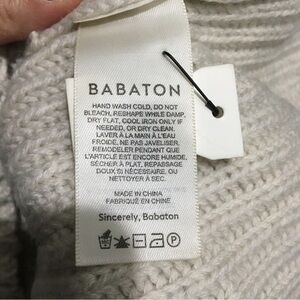 BABATON
HAND WASH COLD, DO NOT
BLEACH, RESHAPE WHILE DAMP,
DRY FLAT, COOL IRON ONLY IF
NEEDED, OR DRY CLEAN.
LAVER À LA MAIN À L'EAU
FROIDE, NE PAS JAVELISER,
REMODELER PENDANT QUE
L'ARTICLE EST ENCORE HUMIDE,
SÉCHER À PLAT, REPASSAGE
DOUX SI NÉCESSAIRE, OU
NETTOYER À SEC.
MADE IN CHINA
FABRIQUÉ EN CHINE
Sincerely, Babaton
P